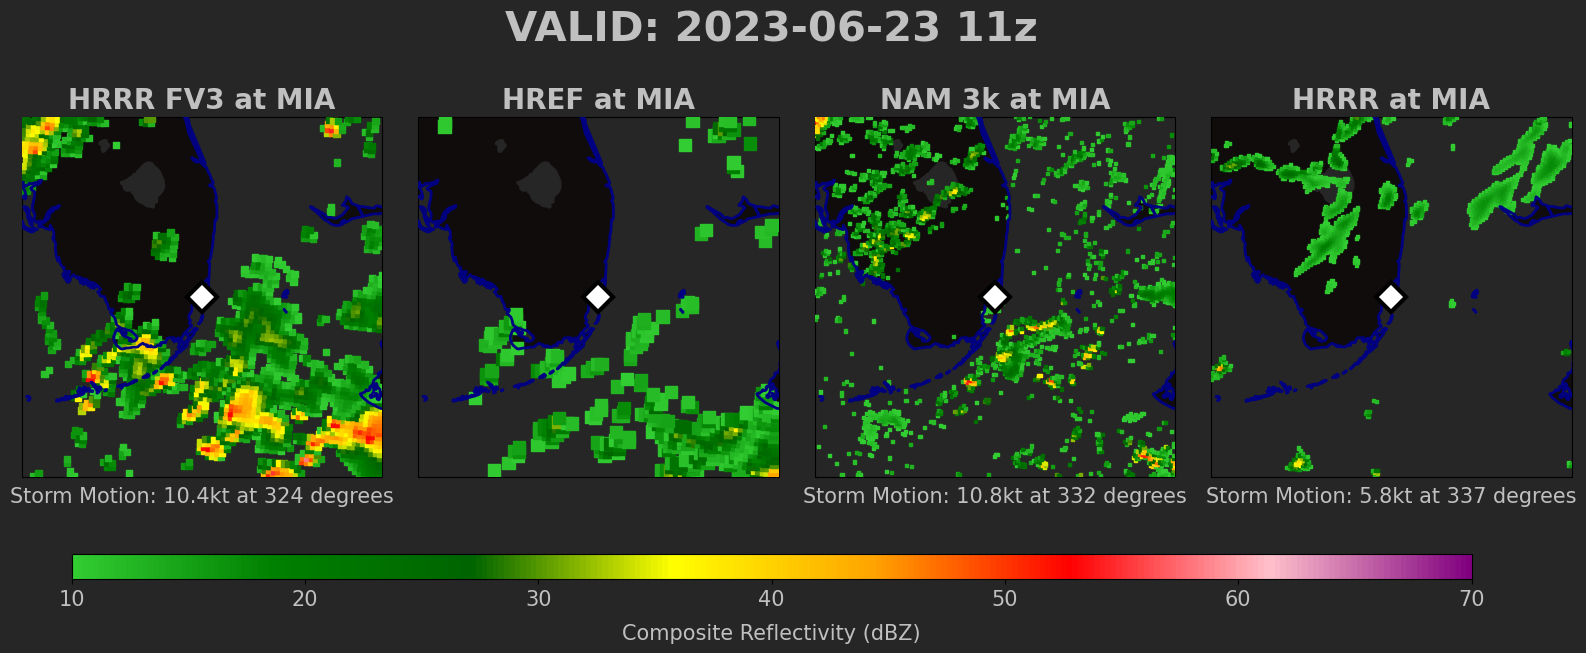 VALID: 2023-06-23 11z
HRRR FV3 at MIA
HREF at MIA
NAM 3k at MIA
HRRR at MIA
Storm Motion: 10.4kt at 324 degrees
Storm Motion: 10.8kt at 332 degrees
Storm Motion: 5.8kt at 337 degrees
10 20 30 40 50 60 70
Composite Reflectivity (dBZ)